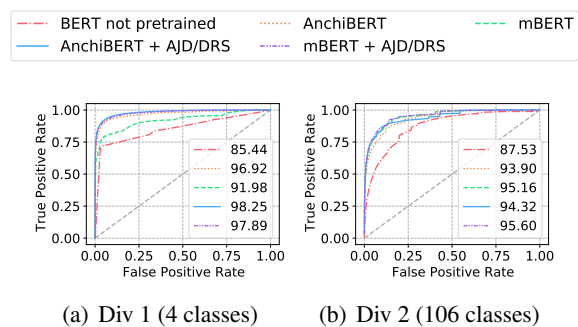 BERT not pretrained
AnchiBERT
mBERT
AnchiBERT + AJD/DRS
mBERT + AJD/DRS
True Positive Rate
1.00
0.75
0.50
0.25
0.00
85.44
96.92
91.98
98.25
97.89
0.00 0.25 0.50 0.75 1.00
False Positive Rate
(a) Div 1 (4 classes)
True Positive Rate
1.00
0.75
0.50
0.25
0.00
87.53
93.90
95.16
94.32
95.60
0.00 0.25 0.50 0.75 1.00
False Positive Rate
(b) Div 2 (106 classes)